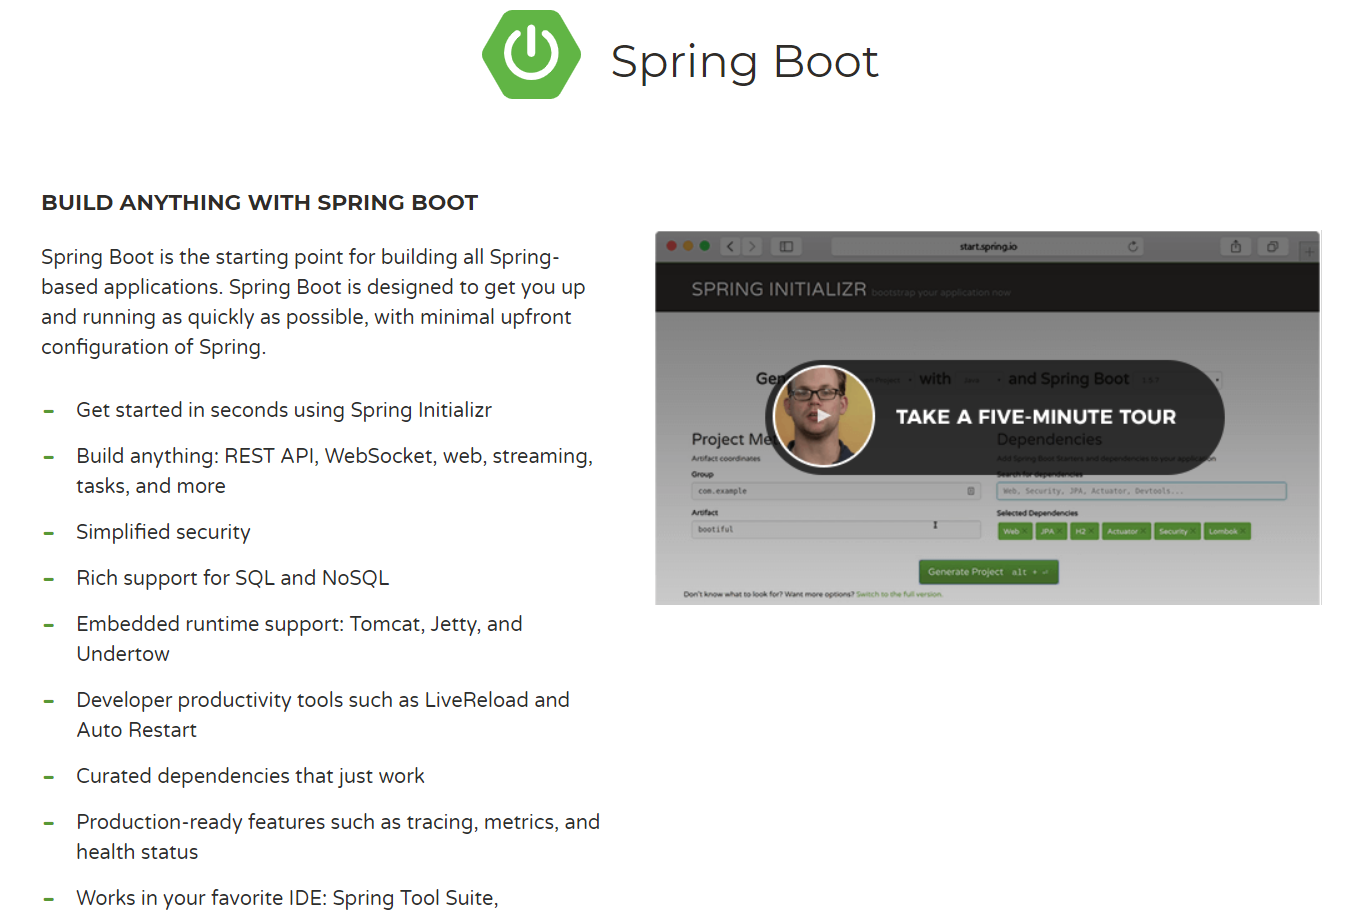 Spring Boot
BUILD ANYTHING WITH SPRING BOOT
Spring Boot is the starting point for building all Spring-
based applications. Spring Boot is designed to get you up
and running as quickly as possible, with minimal upfront
configuration of Spring.
Get started in seconds using Spring Initializr
Build anything: REST API, WebSocket, web, streaming,
tasks, and more
Simplified security
Rich support for SQL and NoSQL
Embedded runtime support: Tomcat, Jetty, and
Undertow
Developer productivity tools such as LiveReload and
Auto Restart
Curated dependencies that just work
Production-ready features such as tracing, metrics, and
health status
Works in your favorite IDE: Spring Tool Suite,
start.spring.io
SPRING INITIALIZR bootstrap your application now
with Java and Spring Boot
TAKE A FIVE-MINUTE TOUR
Project
Artifact coordinates
Group
com.example
Artifact
bootiful
Dependencies
Add Spring Boot Starters and dependencies to your application
Search for dependencies
Web, Security, JPA, Actuator, Devtools...
Selected Dependencies
Web × JPA × H2 × Actuator × Security × Lombok ×
Generate Project alt + ⏎
Don't know what to look for? Want more options? Switch to the full version.